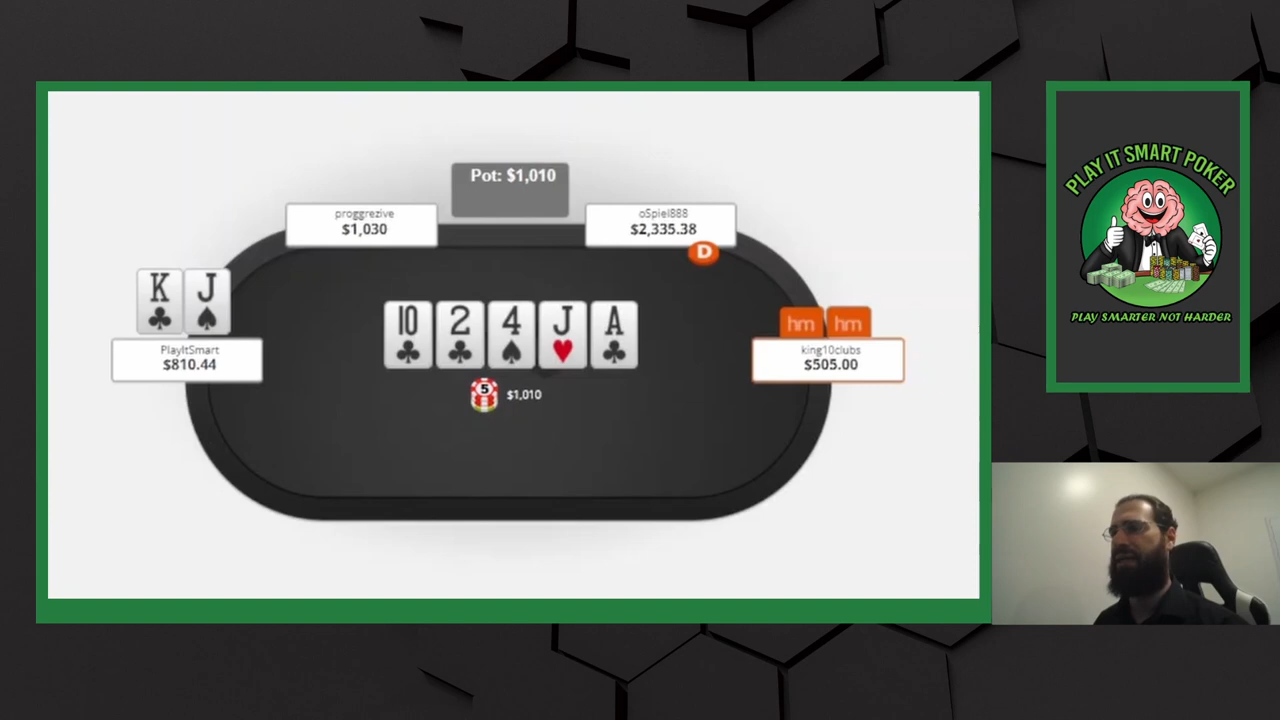 Pot: $1,010
proggrezive
$1,030
oSpiel888
$2,335.38
D
K J
10 2 4 J A
hm hm
PlayItSmart
$810.44
king10clubs
$505.00
5 $1,010
PLAY IT SMART POKER
PLAY SMARTER NOT HARDER